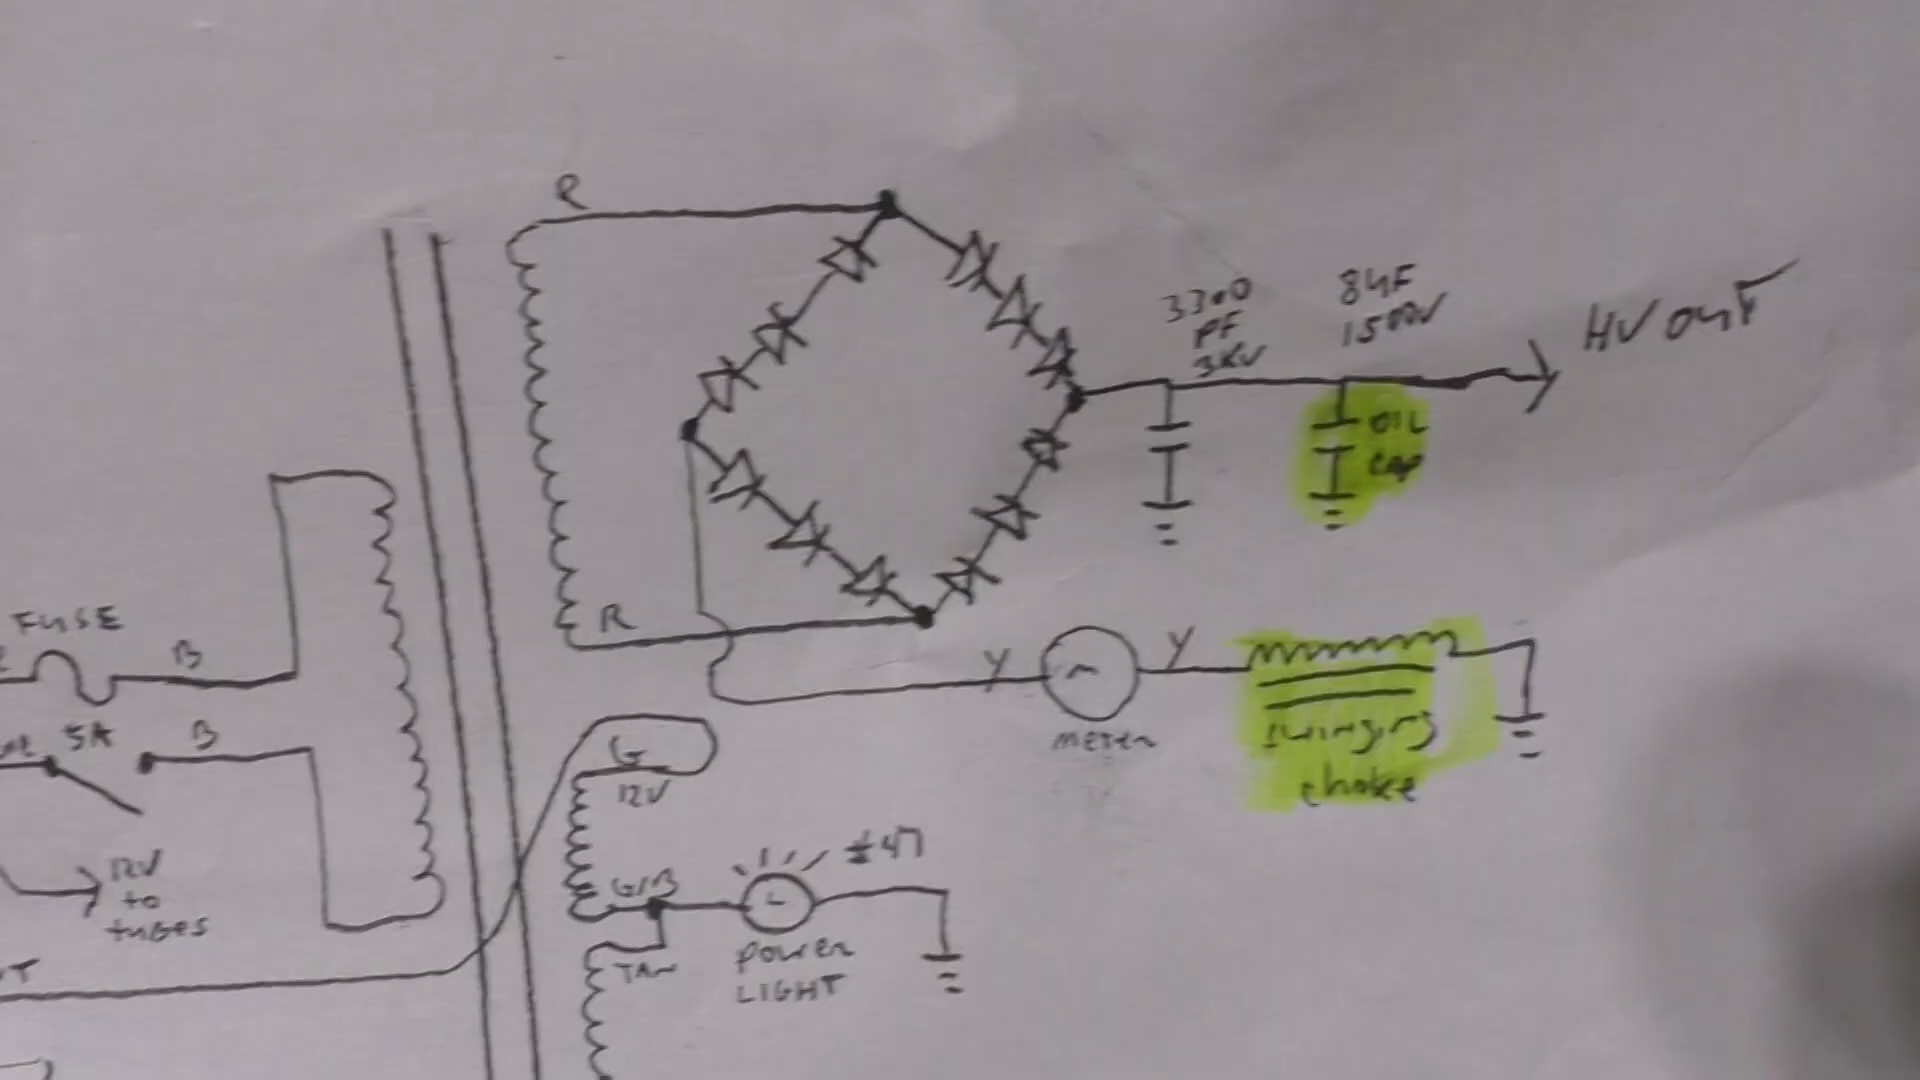 R
3300
PF
3KV
8uF
1500V
HV out
OIL
cap
FUSE
B
R
5A
B
Y
Y
m
meter
swinging
choke
G
12V
#47
12V
to
tubes
G/B
TAN
Power
LIGHT